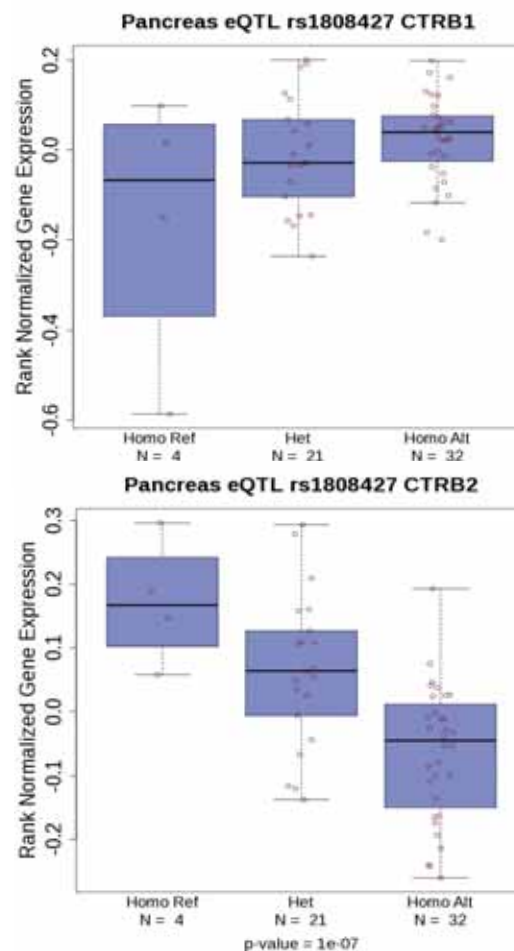 Pancreas eQTL rs1808427 CTRB1
Rank Normalized Gene Expression
0.2
0.0
-0.2
-0.4
-0.6
Homo Ref Het Homo Alt
N = 4 N = 21 N = 32
Pancreas eQTL rs1808427 CTRB2
Rank Normalized Gene Expression
0.3
0.2
0.1
0.0
-0.1
-0.2
Homo Ref Het Homo Alt
N = 4 N = 21 N = 32
p-value = 1e-07